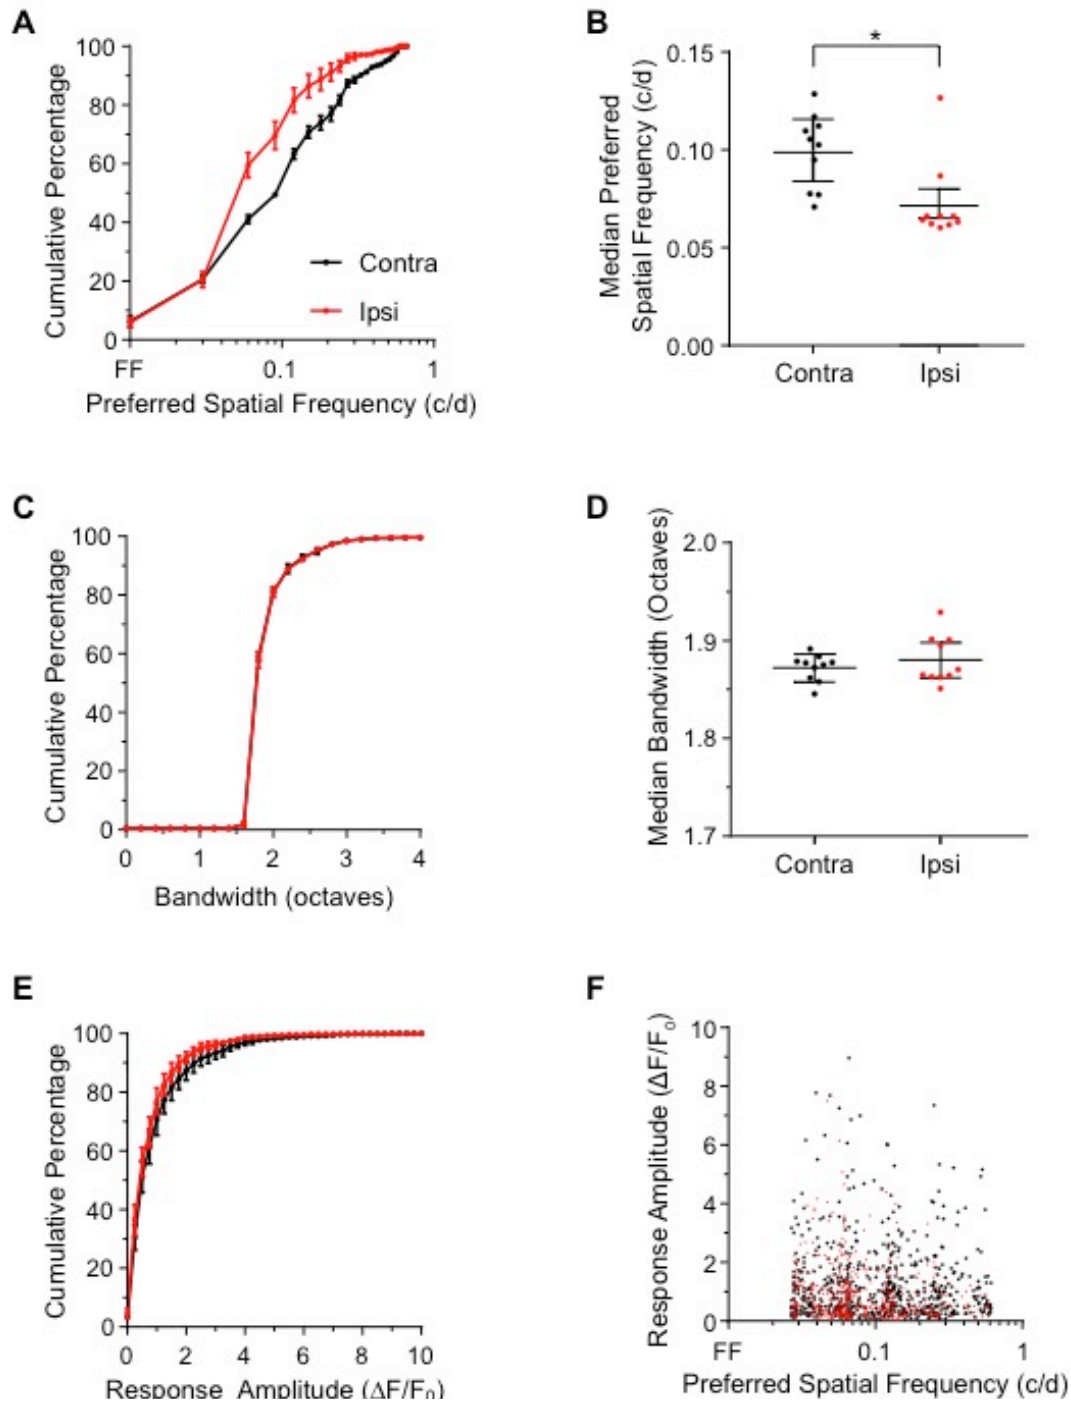 A
Cumulative Percentage
100
80
60
40
20
0
FF
0.1
1
Preferred Spatial Frequency (c/d)
Contra
Ipsi
B
Median Preferred
Spatial Frequency (c/d)
0.15
0.10
0.05
0.00
*
Contra
Ipsi
C
Cumulative Percentage
100
80
60
40
20
0
0
1
2
3
4
Bandwidth (octaves)
D
Median Bandwidth (Octaves)
2.0
1.9
1.8
1.7
Contra
Ipsi
E
Cumulative Percentage
100
80
60
40
20
0
0
2
4
6
8
10
Response Amplitude (ΔF/F₀)
F
Response Amplitude (ΔF/F₀)
10
8
6
4
2
0
FF
0.1
1
Preferred Spatial Frequency (c/d)